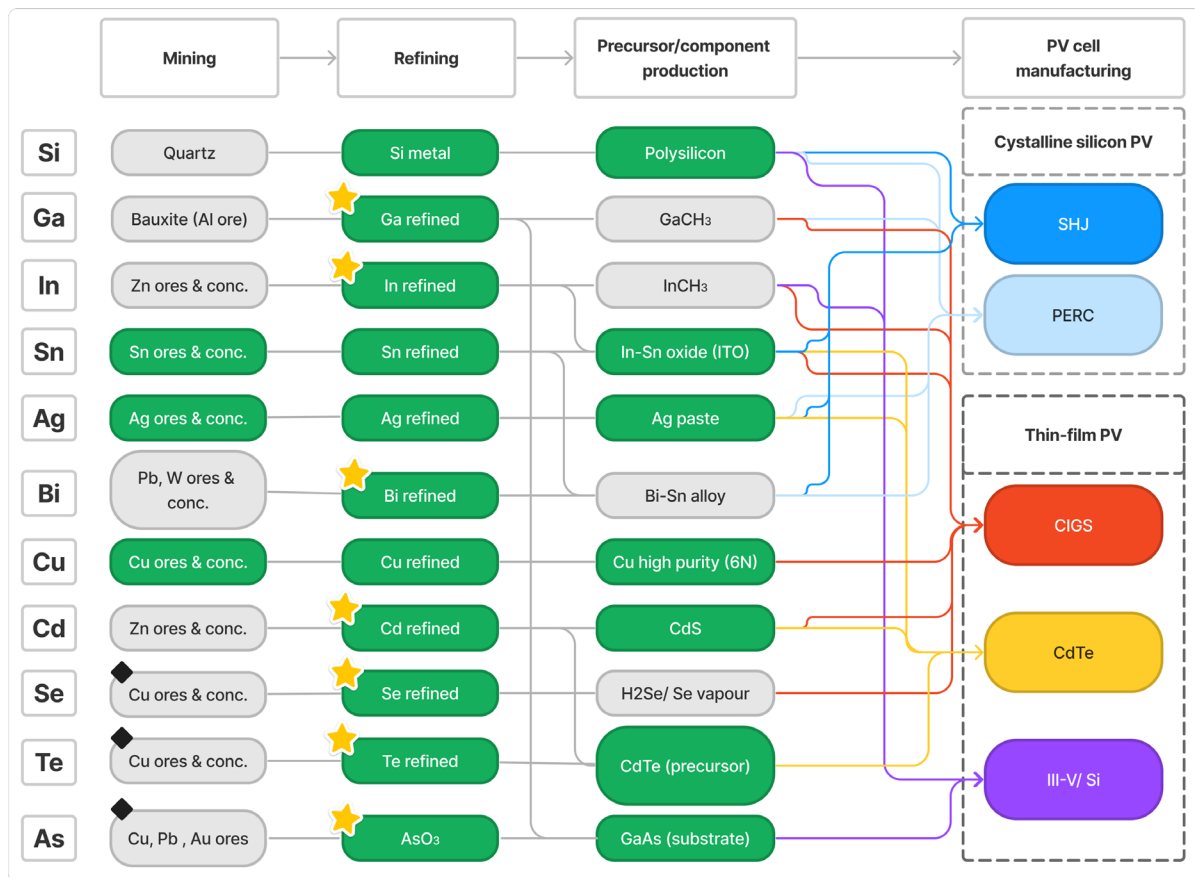 Mining
Refining
Precursor/component
production
PV cell
manufacturing
Si
Quartz
Si metal
Polysilicon
Cystalline silicon PV
Ga
Bauxite (Al ore)
Ga refined
GaCH₃
SHJ
In
Zn ores & conc.
In refined
InCH₃
PERC
Sn
Sn ores & conc.
Sn refined
In-Sn oxide (ITO)
Ag
Ag ores & conc.
Ag refined
Ag paste
Thin-film PV
Bi
Pb, W ores &
conc.
Bi refined
Bi-Sn alloy
CIGS
Cu
Cu ores & conc.
Cu refined
Cu high purity (6N)
Cd
Zn ores & conc.
Cd refined
CdS
CdTe
Se
Cu ores & conc.
Se refined
H2Se/ Se vapour
Te
Cu ores & conc.
Te refined
CdTe (precursor)
III-V/ Si
As
Cu, Pb , Au ores
AsO₃
GaAs (substrate)